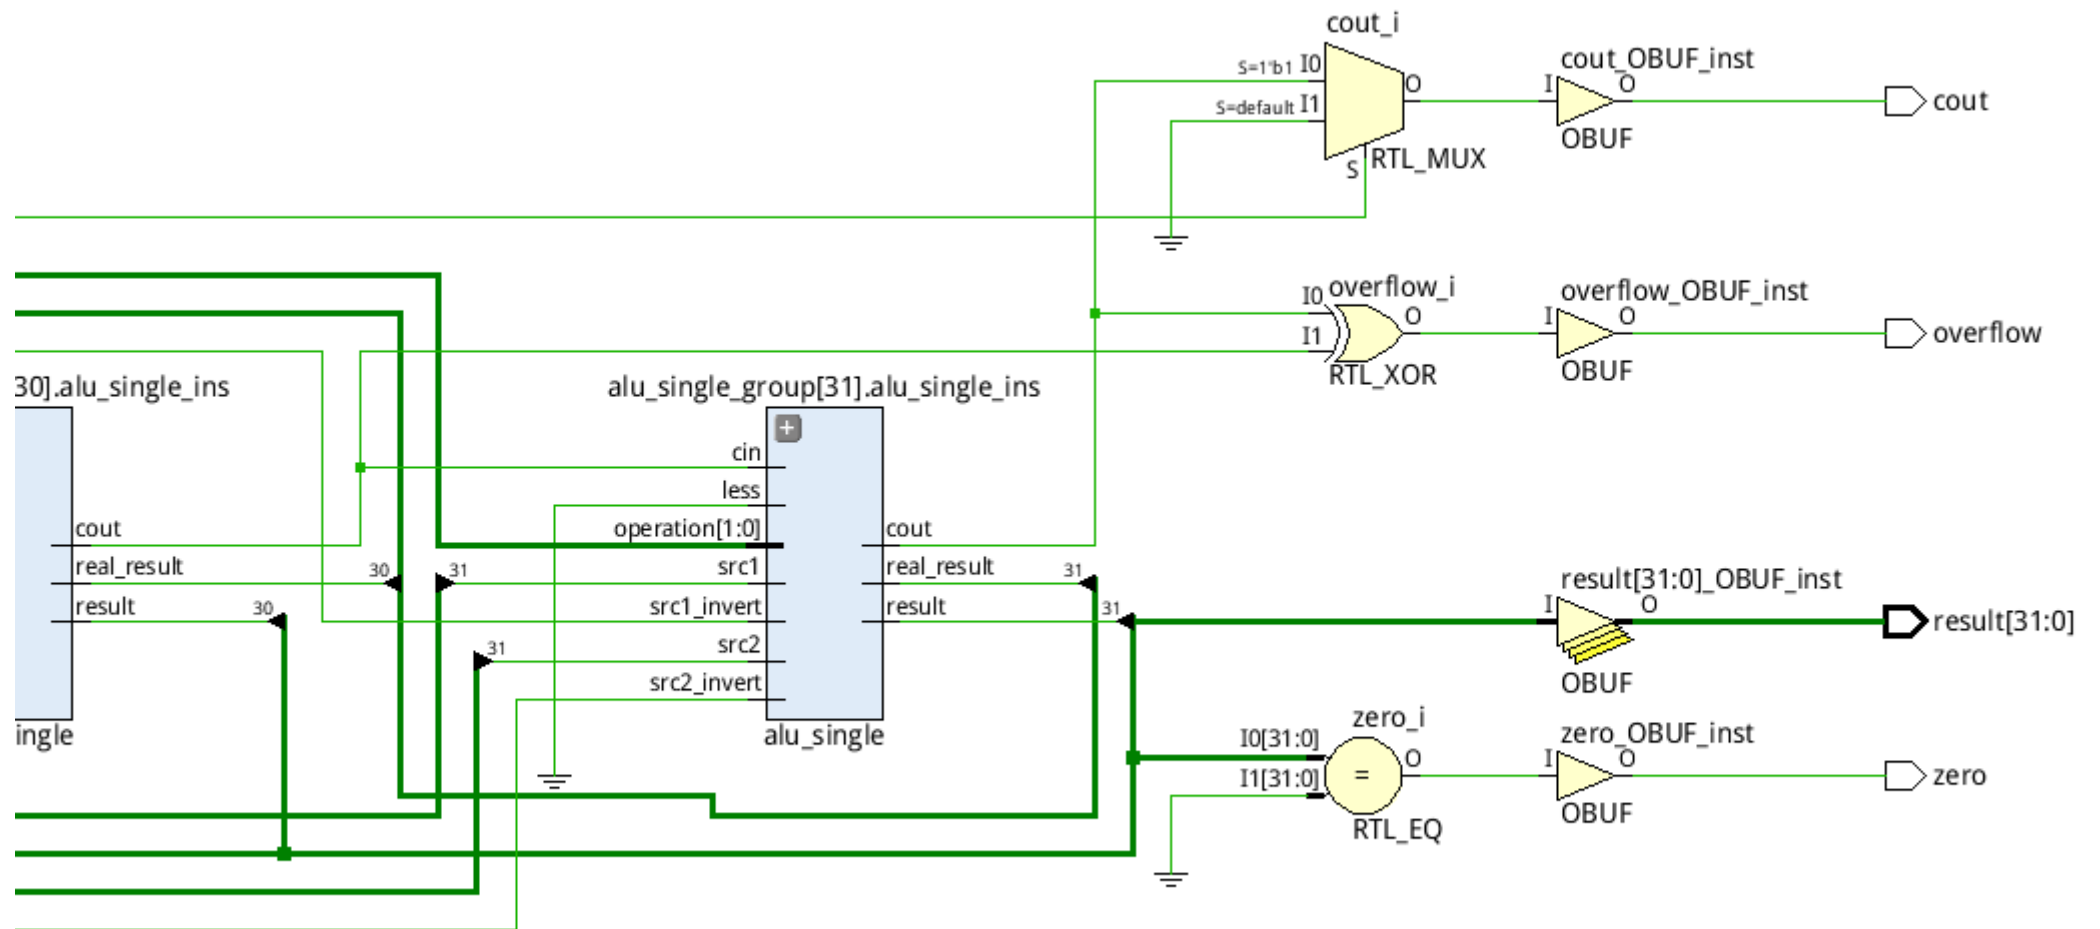 cout_i
S=1'b1 I0
S=default I1
O
S
RTL_MUX
cout_OBUF_inst
I
O
OBUF
cout
overflow_i
I0
I1
O
RTL_XOR
overflow_OBUF_inst
I
O
OBUF
overflow
30].alu_single_ins
cout
real_result
result
ingle
30
30
31
31
alu_single_group[31].alu_single_ins
+
cin
less
operation[1:0]
src1
src1_invert
src2
src2_invert
cout
real_result
result
alu_single
31
31
result[31:0]_OBUF_inst
I
O
OBUF
result[31:0]
zero_i
I0[31:0]
I1[31:0]
=
O
RTL_EQ
zero_OBUF_inst
I
O
OBUF
zero